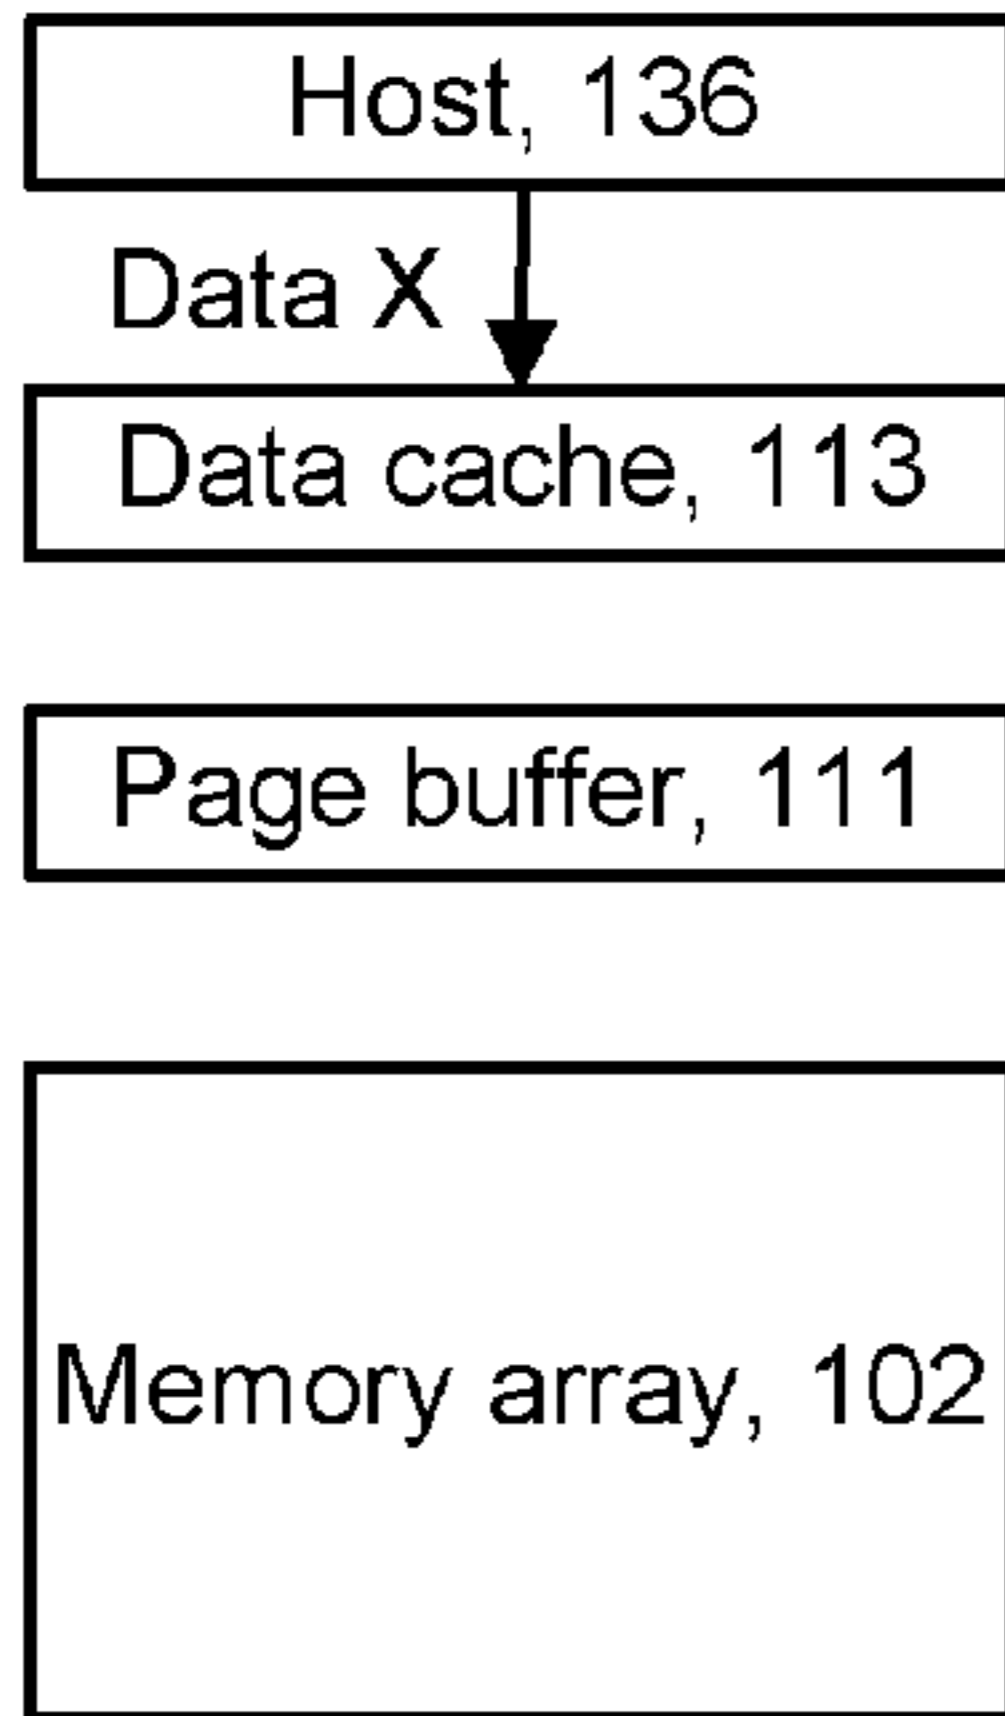 Host, 136
Data X
Data cache, 113
Page buffer, 111
Memory array, 102